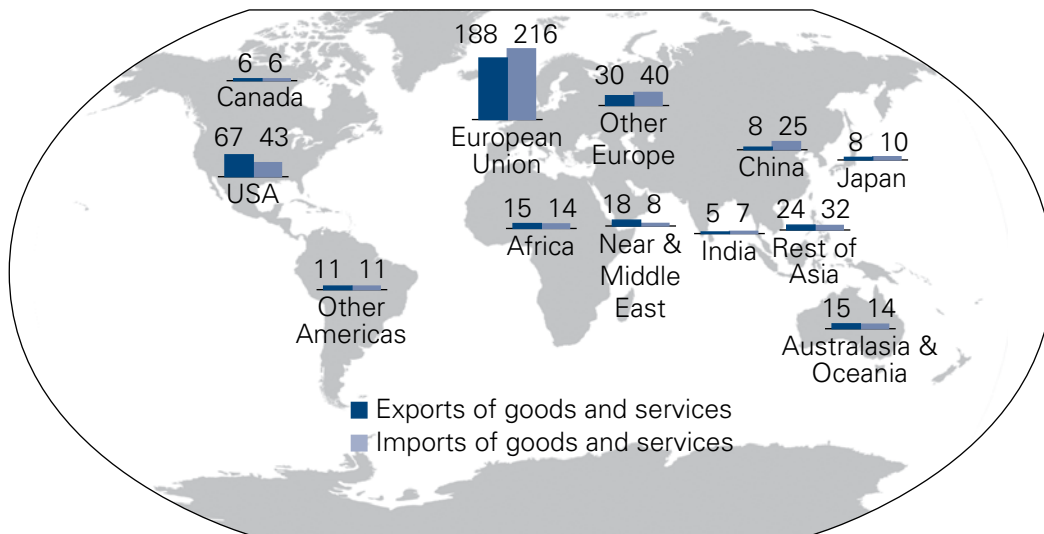 6 6
Canada
67 43
USA
11 11
Other
Americas
188 216
European
Union
30 40
Other
Europe
15 14
Africa
18 8
Near &
Middle
East
8 25
China
8 10
Japan
5 7
India
24 32
Rest of
Asia
15 14
Australasia &
Oceania
Exports of goods and services
Imports of goods and services